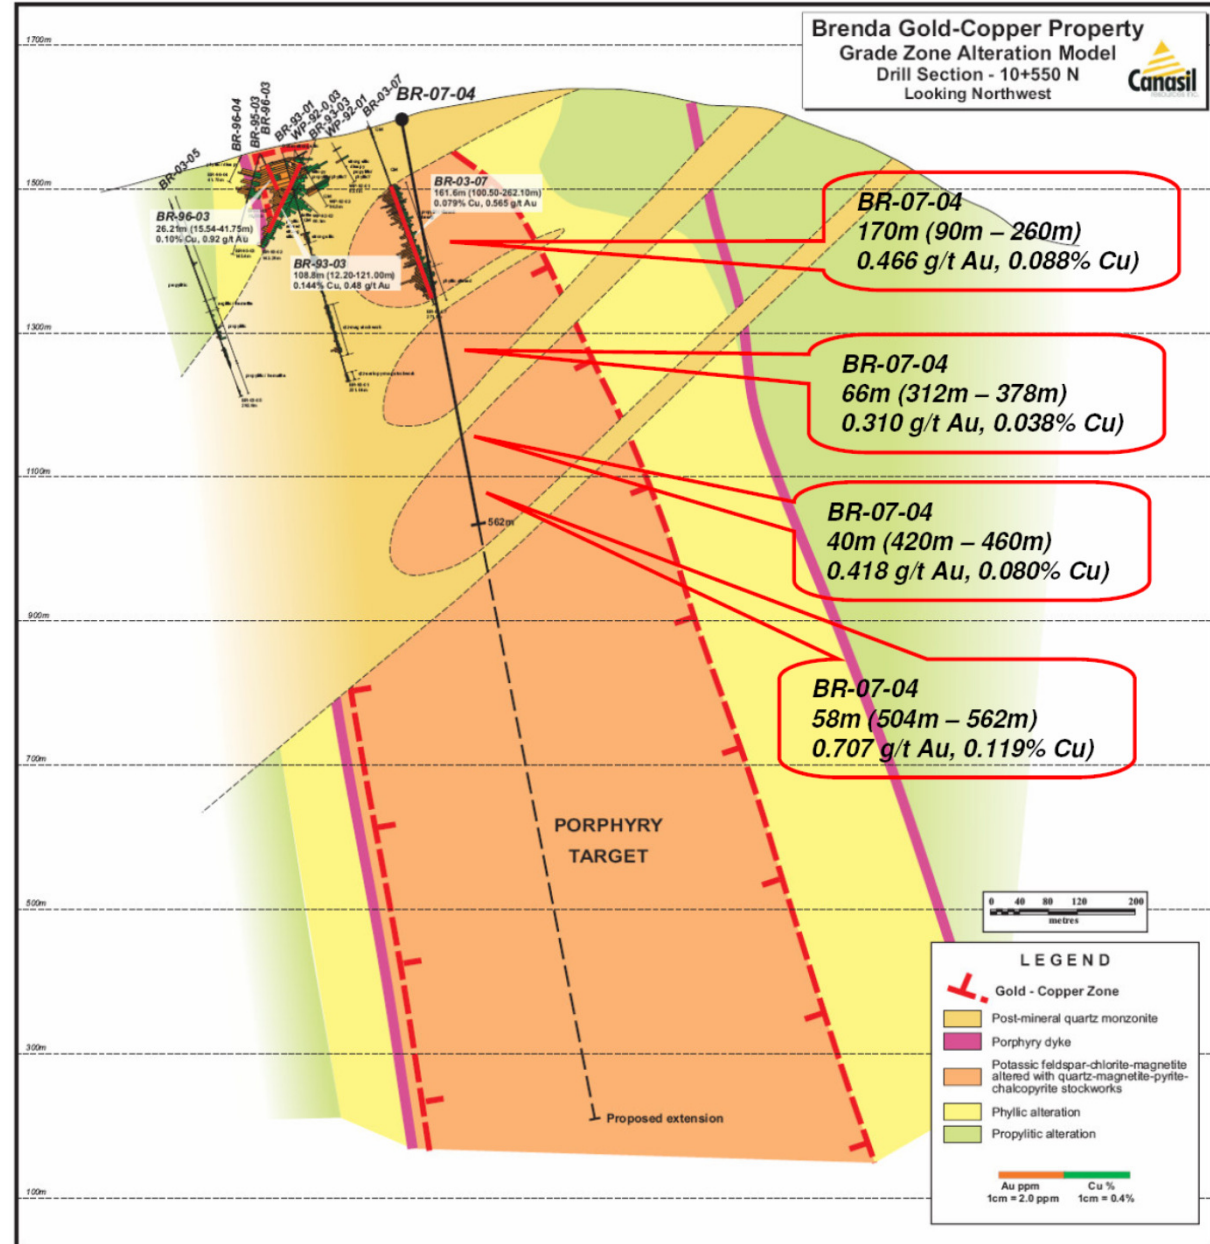 Brenda Gold-Copper Property
Grade Zone Alteration Model
Drill Section - 10+550 N
Looking Northwest
Canasil
1700m
1500m
1300m
1100m
900m
700m
500m
300m
100m
BR-03-05
BR-96-04
BR-95-03
BR-96-03
BR-93-01
BR-93-03
WP-92-01
BR-03-07
BR-07-04
BR-96-03
26.21m (15.54-41.75m)
0.10% Cu, 0.92 g/t Au
BR-93-03
108.8m (12.20-121.00m)
0.144% Cu, 0.48 g/t Au
BR-03-07
161.6m (100.50-262.10m)
0.079% Cu, 0.565 g/t Au
BR-07-04
170m (90m – 260m)
0.466 g/t Au, 0.088% Cu)
BR-07-04
66m (312m – 378m)
0.310 g/t Au, 0.038% Cu)
BR-07-04
40m (420m – 460m)
0.418 g/t Au, 0.080% Cu)
BR-07-04
58m (504m – 562m)
0.707 g/t Au, 0.119% Cu)
562m
PORPHYRY
TARGET
Proposed extension
0 40 80 120 200
metres
LEGEND
Gold - Copper Zone
Post-mineral quartz monzonite
Porphyry dyke
Potassic feldspar-chlorite-magnetite
altered with quartz-magnetite-pyrite-
chalcopyrite stockworks
Phyllic alteration
Propylitic alteration
Au ppm Cu %
1cm = 2.0 ppm 1cm = 0.4%